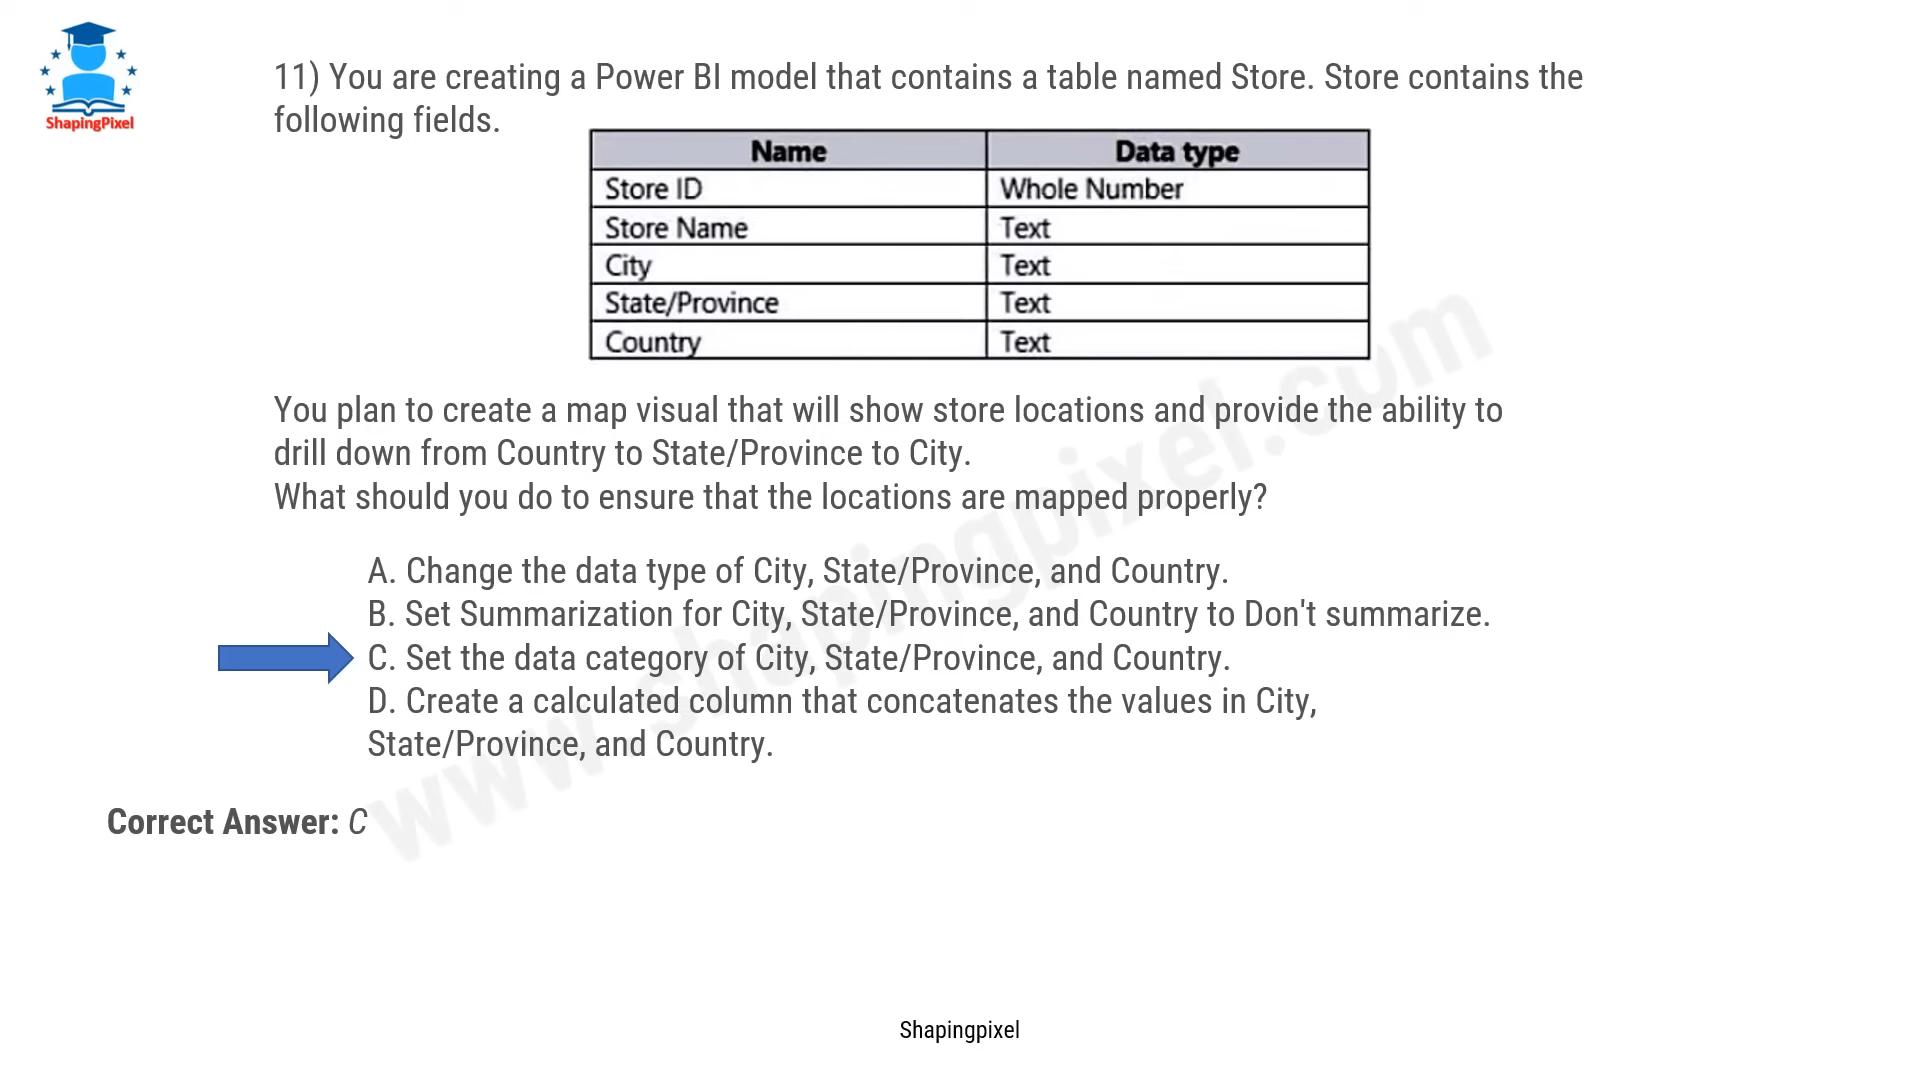 ShapingPixel
11) You are creating a Power BI model that contains a table named Store. Store contains the
following fields.
Name Data type
Store ID Whole Number
Store Name Text
City Text
State/Province Text
Country Text
You plan to create a map visual that will show store locations and provide the ability to
drill down from Country to State/Province to City.
What should you do to ensure that the locations are mapped properly?
A. Change the data type of City, State/Province, and Country.
B. Set Summarization for City, State/Province, and Country to Don't summarize.
C. Set the data category of City, State/Province, and Country.
D. Create a calculated column that concatenates the values in City,
State/Province, and Country.
Correct Answer: C
www.shapingpixel.com
Shapingpixel